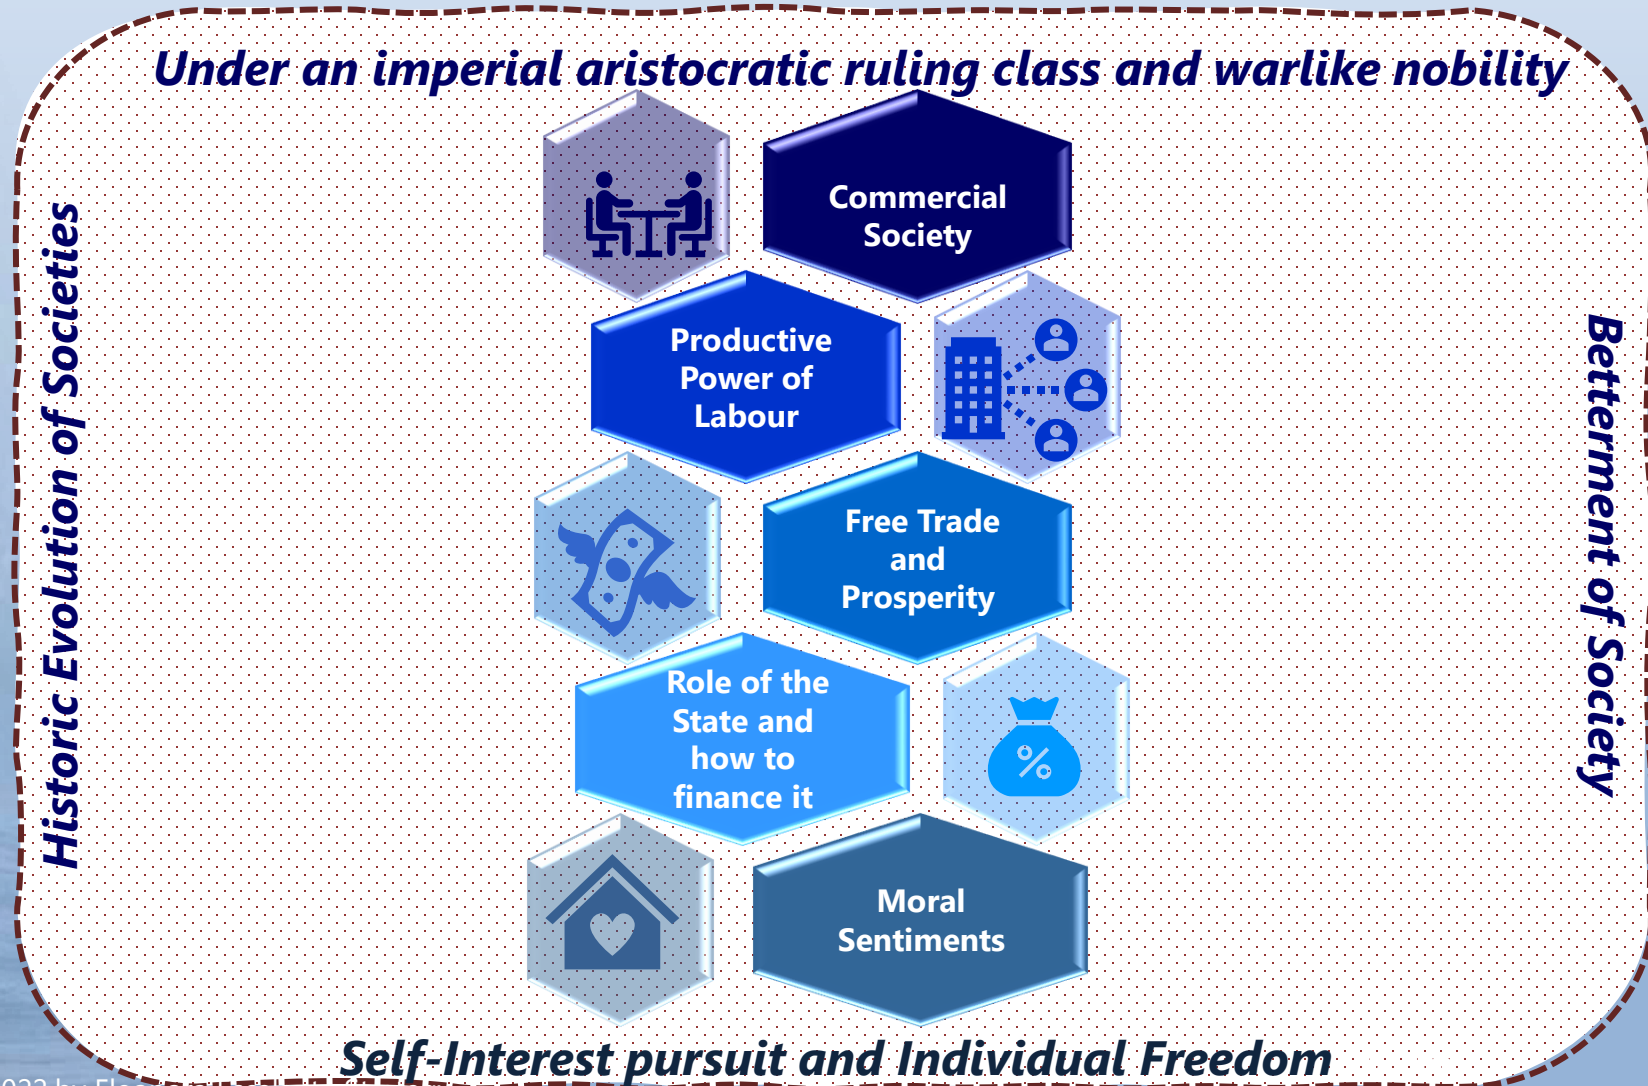 Under an imperial aristocratic ruling class and warlike nobility
Historic Evolution of Societies
Commercial
Society
Productive
Power of
Labour
Free Trade
and
Prosperity
Role of the
State and
how to
finance it
%
Moral
Sentiments
Betterment of Society
Self-Interest pursuit and Individual Freedom